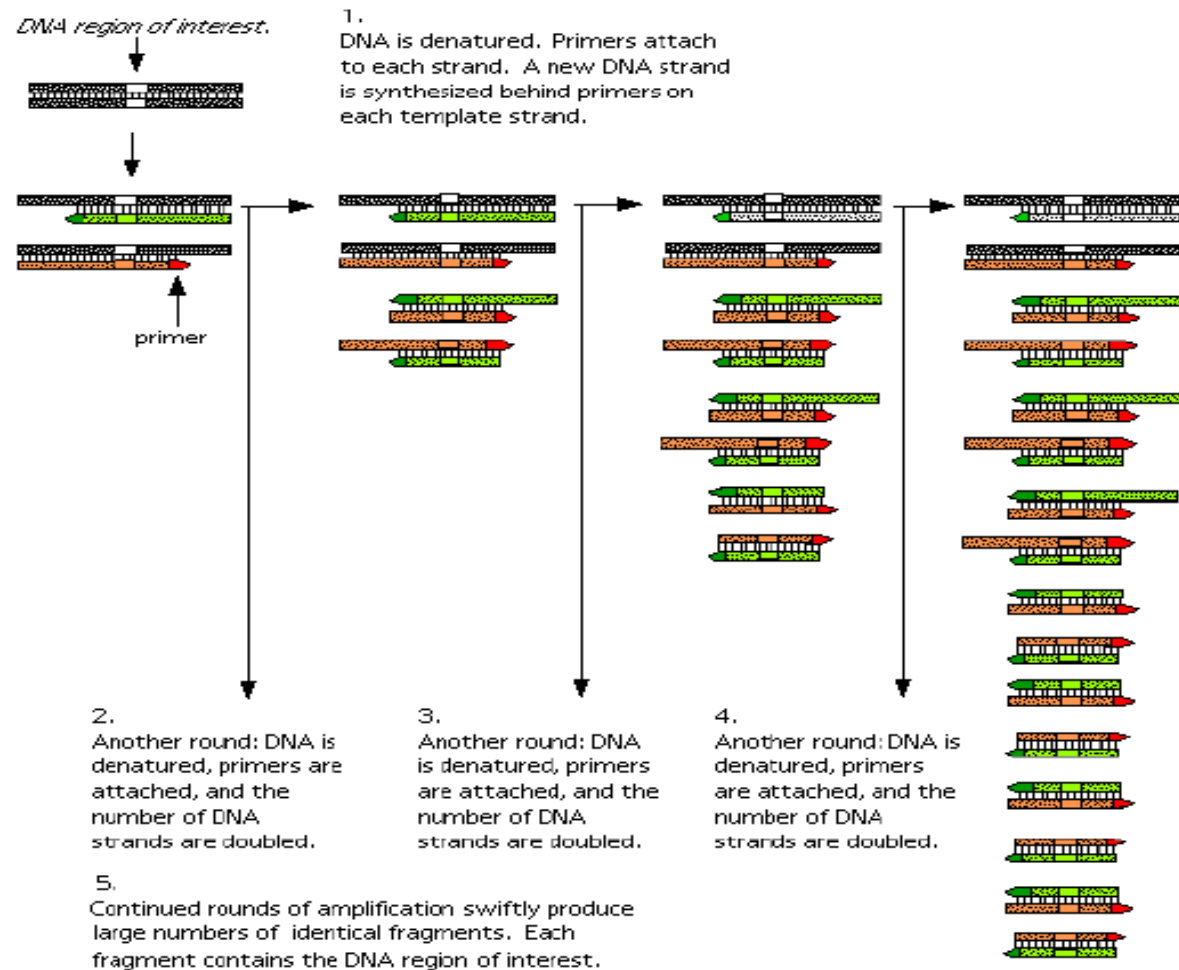 DNA region of interest.
1.
DNA is denatured. Primers attach
to each strand. A new DNA strand
is synthesized behind primers on
each template strand.
primer
2.
Another round: DNA is
denatured, primers are
attached, and the
number of DNA
strands are doubled.
3.
Another round: DNA
is denatured, primers
are attached, and the
number of DNA
strands are doubled.
4.
Another round: DNA is
denatured, primers
are attached, and the
number of DNA
strands are doubled.
5.
Continued rounds of amplification swiftly produce
large numbers of identical fragments. Each
fragment contains the DNA region of interest.